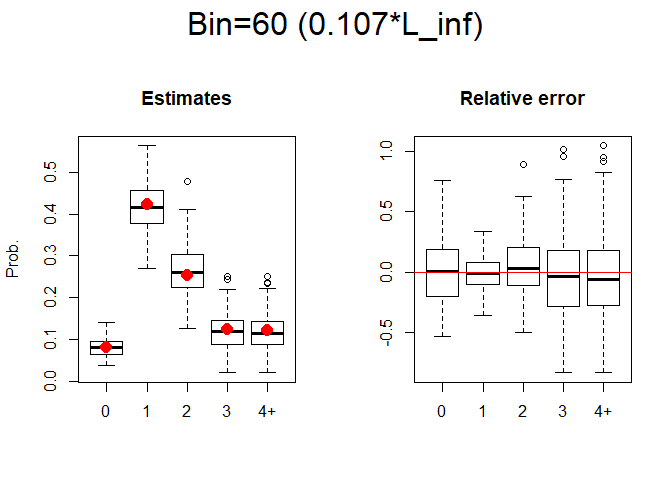 Bin=60 (0.107*L_inf)
Estimates
Prob.
0.0 0.1 0.2 0.3 0.4 0.5
0 1 2 3 4+
Relative error
-0.5 0.0 0.5 1.0
0 1 2 3 4+